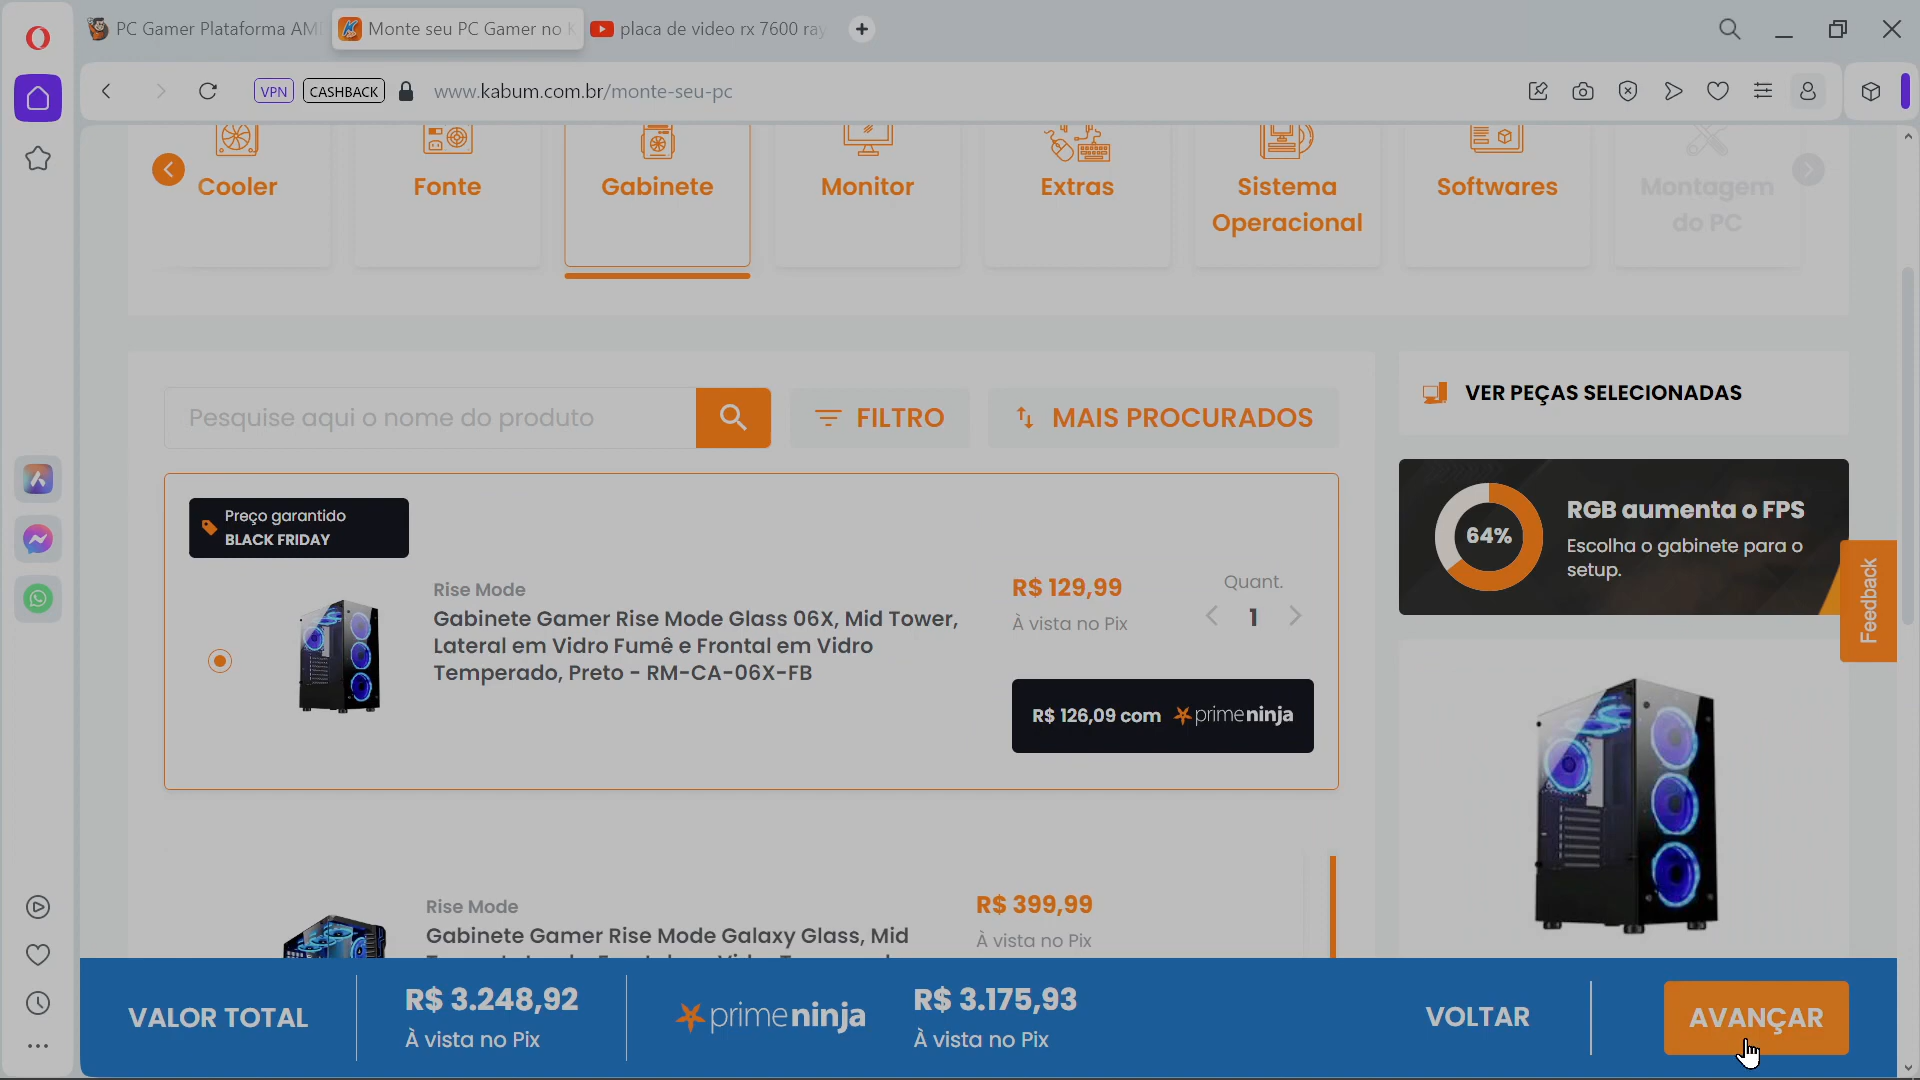 PC Gamer Plataforma AM
Monte seu PC Gamer no K
placa de video rx 7600 ray
VPN
CASHBACK
www.kabum.com.br/monte-seu-pc
Cooler
Fonte
Gabinete
Monitor
Extras
Sistema
Operacional
Softwares
Montagem
do PC
Pesquise aqui o nome do produto
FILTRO
MAIS PROCURADOS
VER PEÇAS SELECIONADAS
Preço garantido
BLACK FRIDAY
64%
RGB aumenta o FPS
Escolha o gabinete para o
setup.
Feedback
Rise Mode
Gabinete Gamer Rise Mode Glass 06X, Mid Tower,
Lateral em Vidro Fumê e Frontal em Vidro
Temperado, Preto - RM-CA-06X-FB
R$ 129,99
À vista no Pix
Quant.
1
R$ 126,09 com primeninja
Rise Mode
Gabinete Gamer Rise Mode Galaxy Glass, Mid
R$ 399,99
À vista no Pix
VALOR TOTAL
R$ 3.248,92
À vista no Pix
primeninja
R$ 3.175,93
À vista no Pix
VOLTAR
AVANÇAR